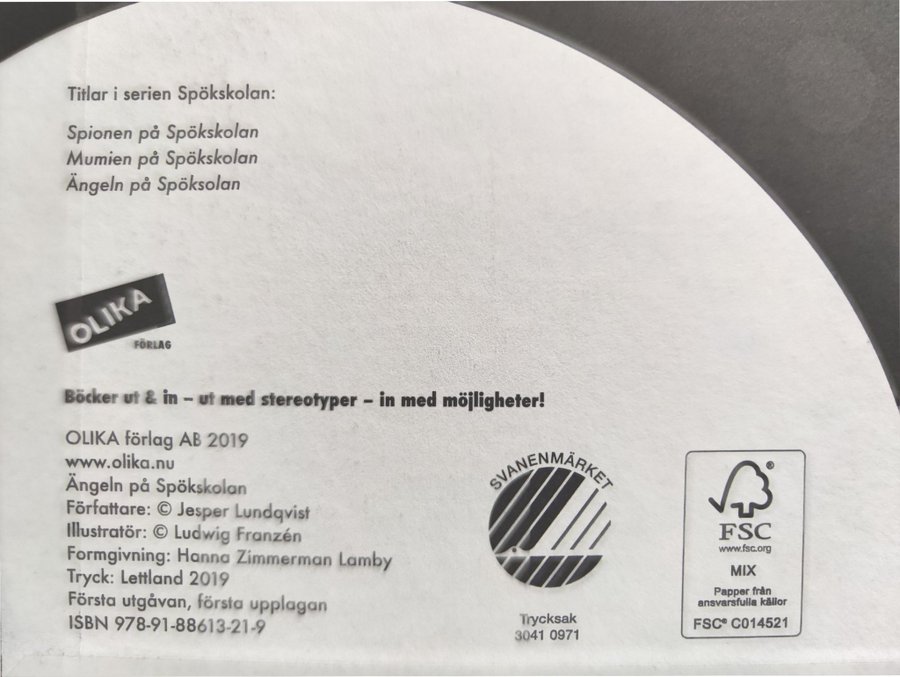 Titlar i serien Spökskolan:
Spionen på Spökskolan
Mumien på Spökskolan
Ängeln på Spöksolan
OLIKA
FÖRLAG
Böcker ut & in – ut med stereotyper – in med möjligheter!
OLIKA förlag AB 2019
www.olika.nu
Ängeln på Spökskolan
Författare: © Jesper Lundqvist
Illustratör: © Ludwig Franzén
Formgivning: Hanna Zimmerman Lamby
Tryck: Lettland 2019
Första utgåvan, första upplagan
ISBN 978-91-88613-21-9
SVANENMÄRKET
Trycksak
3041 0971
®
FSC
www.fsc.org
MIX
Papper från
ansvarsfulla källor
FSC® C014521